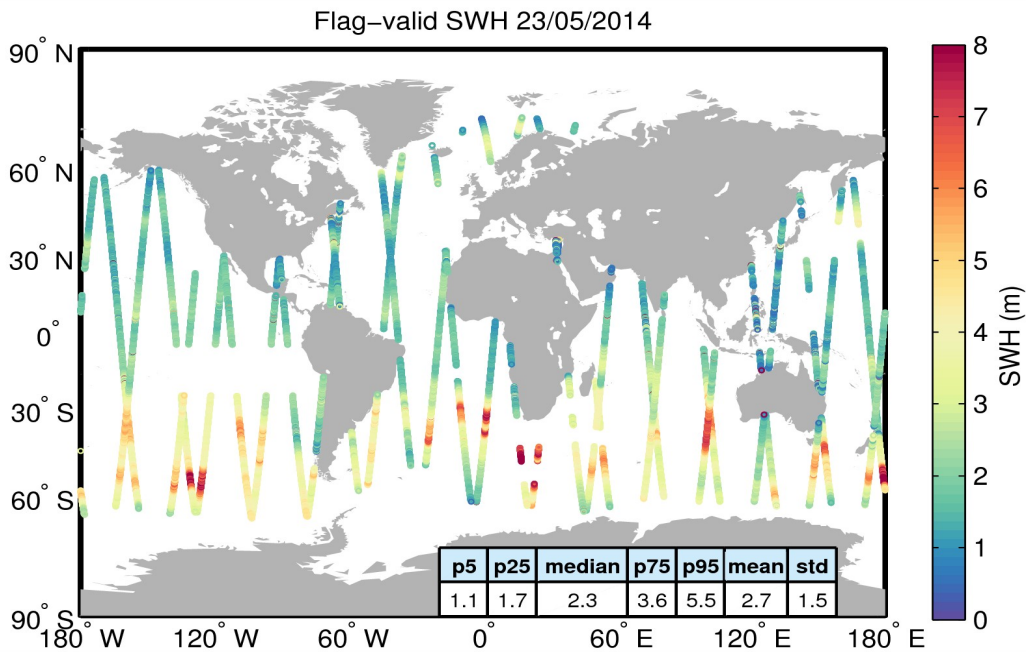 Flag−valid SWH 23/05/2014
90° N
60° N
30° N
0°
30° S
60° S
90° S
180° W
120° W
60° W
0°
60° E
120° E
180° E
p5 p25 median p75 p95 mean std
1.1 1.7 2.3 3.6 5.5 2.7 1.5
8
7
6
5
4
3
2
1
0
SWH (m)